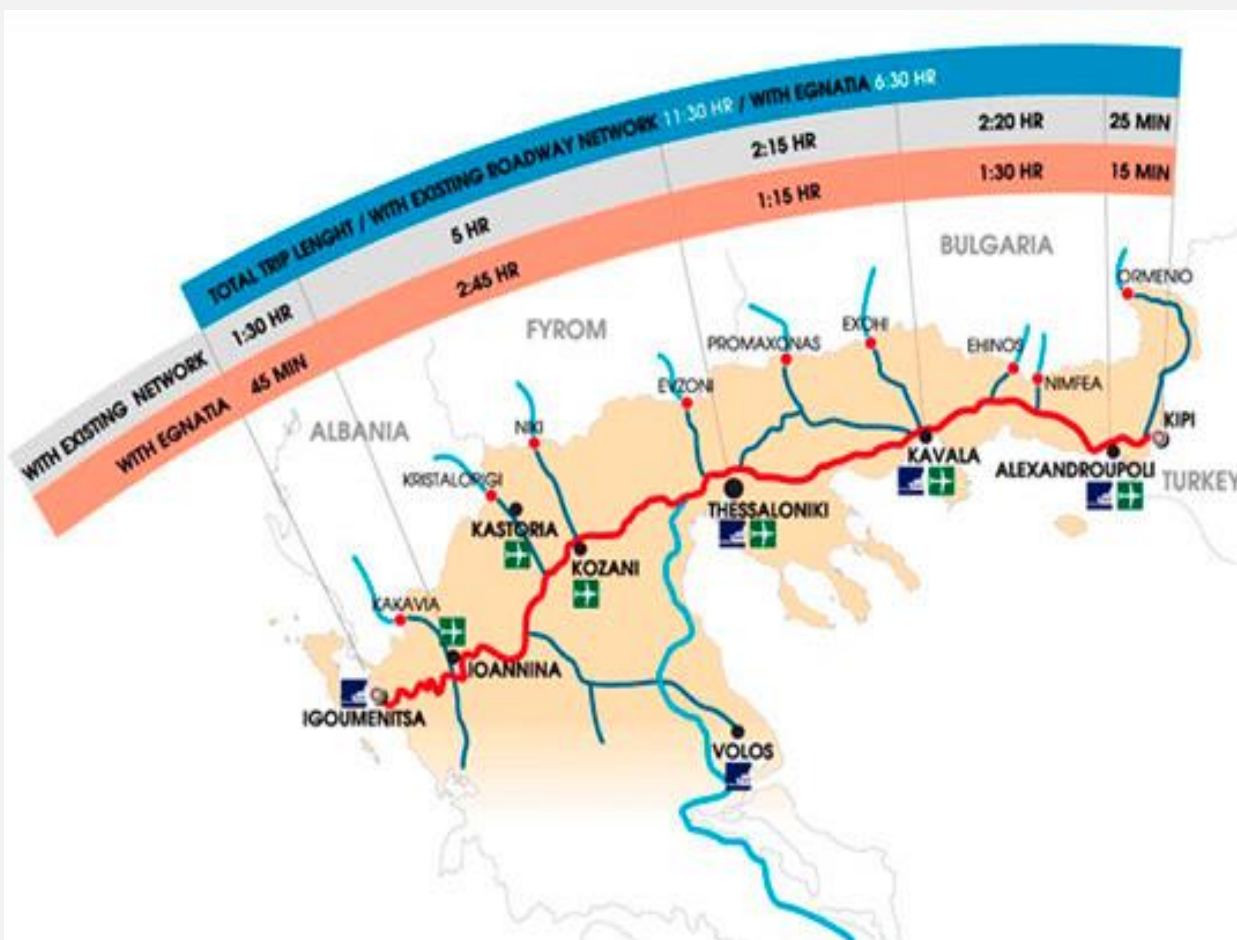 TOTAL TRIP LENGHT / WITH EXISTING ROADWAY NETWORK 11:30 HR / WITH EGNATIA 6:30 HR
WITH EXISTING NETWORK 1:30 HR 5 HR 2:15 HR 2:20 HR 25 MIN
WITH EGNATIA 45 MIN 2:45 HR 1:15 HR 1:30 HR 15 MIN
BULGARIA
ORMENIO
FYROM
EXOHI
PROMAXONAS
EHINOS
EVZONI
NIMFEA
ALBANIA
NIKI
KIPI
KAVALA
ALEXANDROUPOLI
TURKEY
KRISTALOPIGI
THESSALONIKI
KASTORIA
KOZANI
KAKAVIA
IOANNINA
IGOUMENITSA
VOLOS